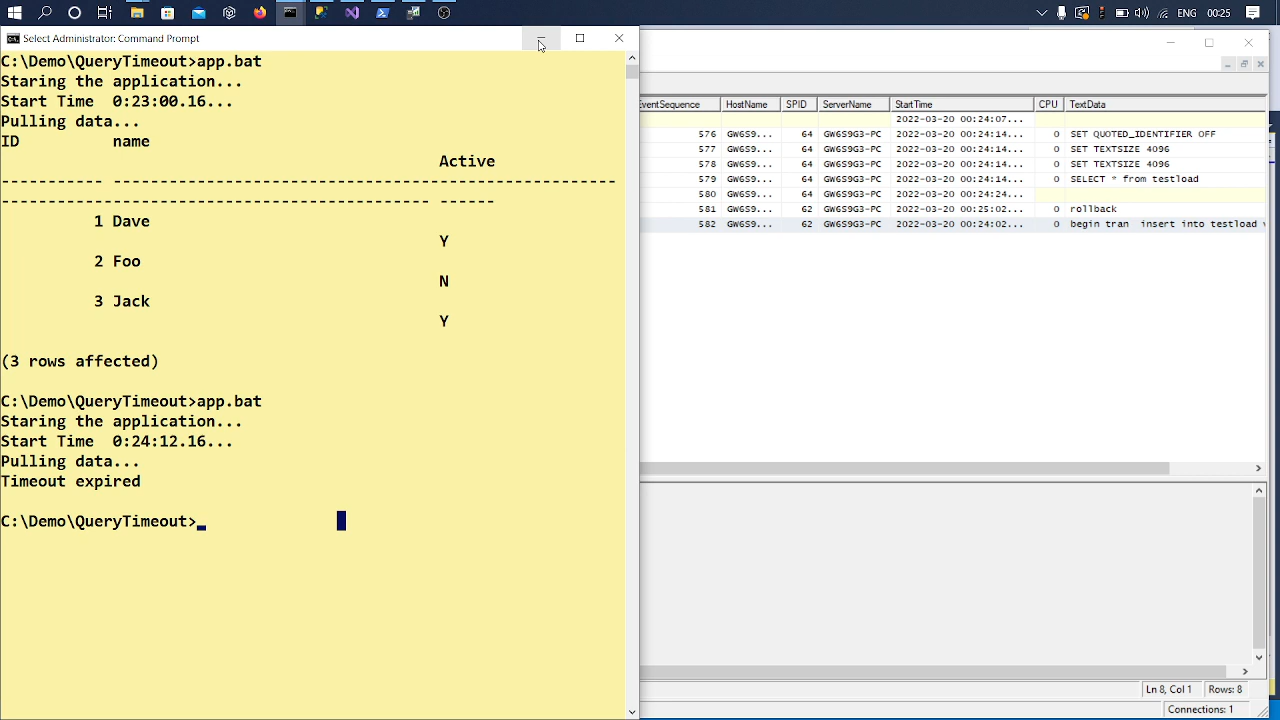 ENG 00:25
Select Administrator: Command Prompt
C:\Demo\QueryTimeout>app.bat
Staring the application...
Start Time  0:23:00.16...
Pulling data...
ID          name
Active
----------- ------------------------------------------------------
---------------------------------------------- ------
1 Dave
Y
2 Foo
N
3 Jack
Y
(3 rows affected)
C:\Demo\QueryTimeout>app.bat
Staring the application...
Start Time  0:24:12.16...
Pulling data...
Timeout expired
C:\Demo\QueryTimeout>
EventSequence HostName SPID ServerName StartTime CPU TextData
2022-03-20 00:24:07...
576 GW6S9... 64 GW6S9G3-PC 2022-03-20 00:24:14... 0 SET QUOTED_IDENTIFIER OFF
577 GW6S9... 64 GW6S9G3-PC 2022-03-20 00:24:14... 0 SET TEXTSIZE 4096
578 GW6S9... 64 GW6S9G3-PC 2022-03-20 00:24:14... 0 SET TEXTSIZE 4096
579 GW6S9... 64 GW6S9G3-PC 2022-03-20 00:24:14... 0 SELECT * from testload
580 GW6S9... 64 GW6S9G3-PC 2022-03-20 00:24:24...
581 GW6S9... 62 GW6S9G3-PC 2022-03-20 00:25:02... 0 rollback
582 GW6S9... 62 GW6S9G3-PC 2022-03-20 00:24:02... 0 begin tran  insert into testload v
Ln 8, Col 1 Rows: 8
Connections: 1